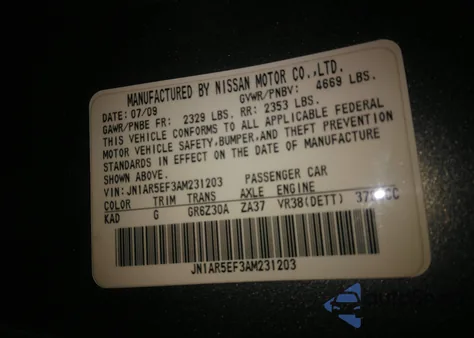 MANUFACTURED BY NISSAN MOTOR CO.,LTD.
DATE: 07/09 GVWR/PNBV: 4669 LBS.
GAWR/PNBE FR: 2329 LBS. RR: 2353 LBS.
THIS VEHICLE CONFORMS TO ALL APPLICABLE FEDERAL
MOTOR VEHICLE SAFETY,BUMPER,AND THEFT PREVENTION
STANDARDS IN EFFECT ON THE DATE OF MANUFACTURE
SHOWN ABOVE.
VIN:JN1AR5EF3AM231203 PASSENGER CAR
COLOR TRIM TRANS AXLE ENGINE
KAD G GR6Z30A ZA37 VR38(DETT)
JN1AR5EF3AM231203